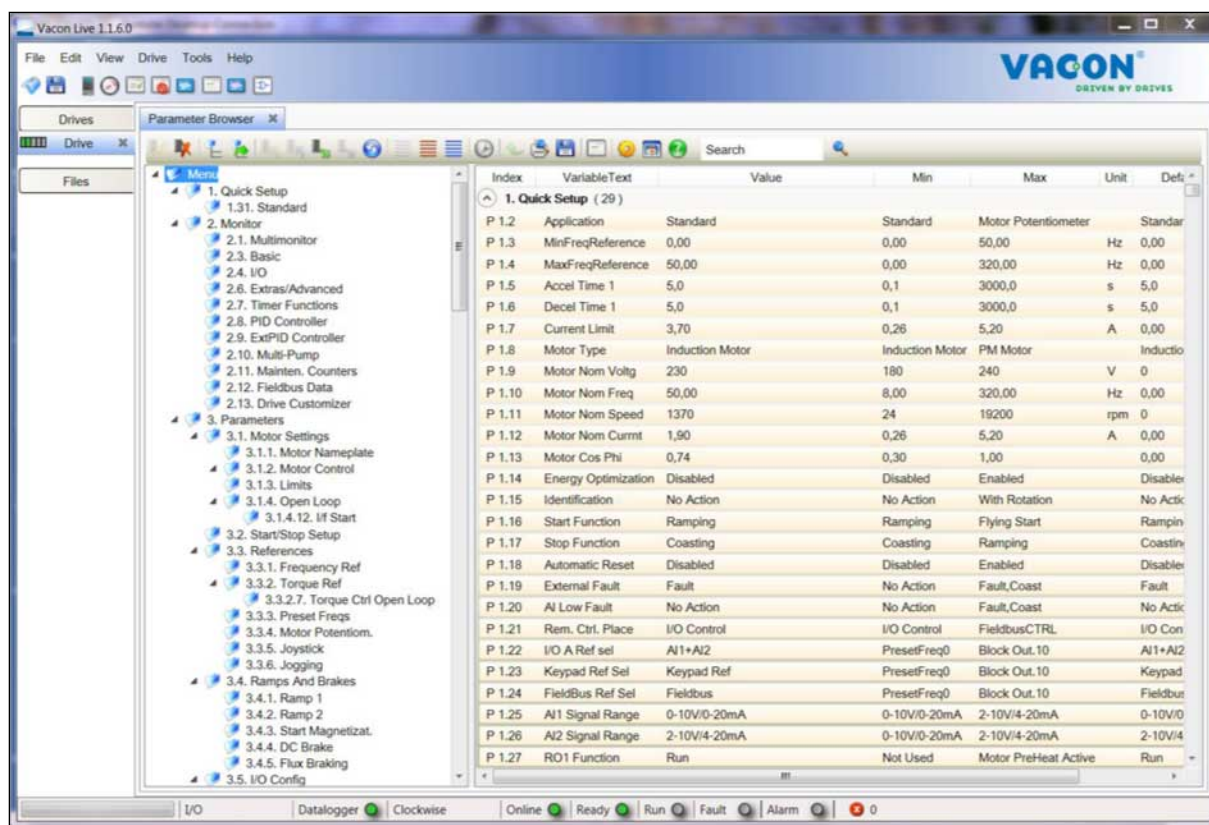 Vacon Live 1.1.6.0
File Edit View Drive Tools Help
VACON®
DRIVEN BY DRIVES
Drives
Drive
Files
Parameter Browser
Search
Menu
1. Quick Setup
1.31. Standard
2. Monitor
2.1. Multimonitor
2.3. Basic
2.4. I/O
2.6. Extras/Advanced
2.7. Timer Functions
2.8. PID Controller
2.9. ExtPID Controller
2.10. Multi-Pump
2.11. Mainten. Counters
2.12. Fieldbus Data
2.13. Drive Customizer
3. Parameters
3.1. Motor Settings
3.1.1. Motor Nameplate
3.1.2. Motor Control
3.1.3. Limits
3.1.4. Open Loop
3.1.4.12. I/f Start
3.2. Start/Stop Setup
3.3. References
3.3.1. Frequency Ref
3.3.2. Torque Ref
3.3.2.7. Torque Ctrl Open Loop
3.3.3. Preset Freqs
3.3.4. Motor Potentiom.
3.3.5. Joystick
3.3.6. Jogging
3.4. Ramps And Brakes
3.4.1. Ramp 1
3.4.2. Ramp 2
3.4.3. Start Magnetizat.
3.4.4. DC Brake
3.4.5. Flux Braking
3.5. I/O Config
Index VariableText Value Min Max Unit Defa
1. Quick Setup (29)
P 1.2 Application Standard Standard Motor Potentiometer Standar
P 1.3 MinFreqReference 0,00 0,00 50,00 Hz 0,00
P 1.4 MaxFreqReference 50,00 0,00 320,00 Hz 0,00
P 1.5 Accel Time 1 5,0 0,1 3000,0 s 5,0
P 1.6 Decel Time 1 5,0 0,1 3000,0 s 5,0
P 1.7 Current Limit 3,70 0,26 5,20 A 0,00
P 1.8 Motor Type Induction Motor Induction Motor PM Motor Inductio
P 1.9 Motor Nom Voltg 230 180 240 V 0
P 1.10 Motor Nom Freq 50,00 8,00 320,00 Hz 0,00
P 1.11 Motor Nom Speed 1370 24 19200 rpm 0
P 1.12 Motor Nom Currnt 1,90 0,26 5,20 A 0,00
P 1.13 Motor Cos Phi 0,74 0,30 1,00 0,00
P 1.14 Energy Optimization Disabled Disabled Enabled Disable
P 1.15 Identification No Action No Action With Rotation No Actic
P 1.16 Start Function Ramping Ramping Flying Start Rampin
P 1.17 Stop Function Coasting Coasting Ramping Coastin
P 1.18 Automatic Reset Disabled Disabled Enabled Disable
P 1.19 External Fault Fault No Action Fault,Coast Fault
P 1.20 AI Low Fault No Action No Action Fault,Coast No Actic
P 1.21 Rem. Ctrl. Place I/O Control I/O Control FieldbusCTRL I/O Con
P 1.22 I/O A Ref sel AI1+AI2 PresetFreq0 Block Out.10 AI1+AI2
P 1.23 Keypad Ref Sel Keypad Ref PresetFreq0 Block Out.10 Keypad
P 1.24 FieldBus Ref Sel Fieldbus PresetFreq0 Block Out.10 Fieldbus
P 1.25 AI1 Signal Range 0-10V/0-20mA 0-10V/0-20mA 2-10V/4-20mA 0-10V/0
P 1.26 AI2 Signal Range 2-10V/4-20mA 0-10V/0-20mA 2-10V/4-20mA 2-10V/4
P 1.27 RO1 Function Run Not Used Motor PreHeat Active Run
I/O Datalogger Clockwise Online Ready Run Fault Alarm 0